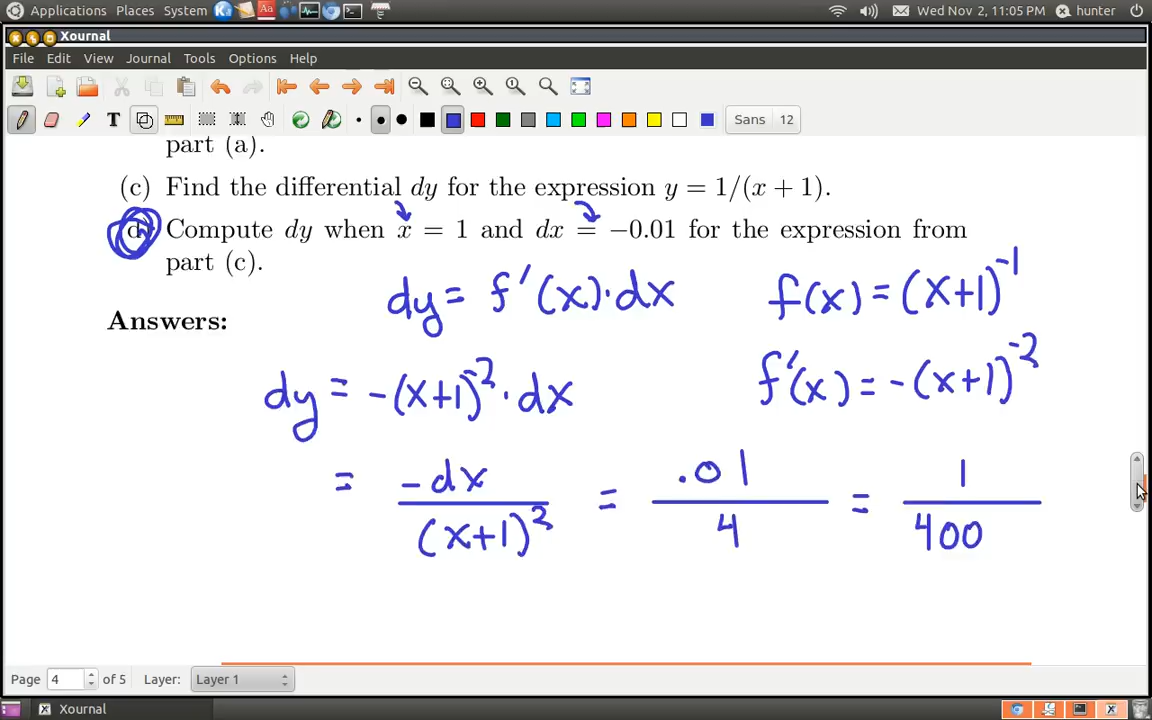 Applications Places System Aa Wed Nov 2, 11:05 PM hunter
Xournal
File Edit View Journal Tools Options Help
T Sans 12
part (a).
(c) Find the differential dy for the expression y = 1/(x + 1).
(d) Compute dy when x = 1 and dx = −0.01 for the expression from
part (c).
dy = f'(x)·dx f(x) = (x+1)⁻¹
Answers:
dy = -(x+1)⁻²·dx f'(x) = -(x+1)⁻²
= -dx/(x+1)² = .01/4 = 1/400
Page 4 of 5 Layer: Layer 1
Xournal